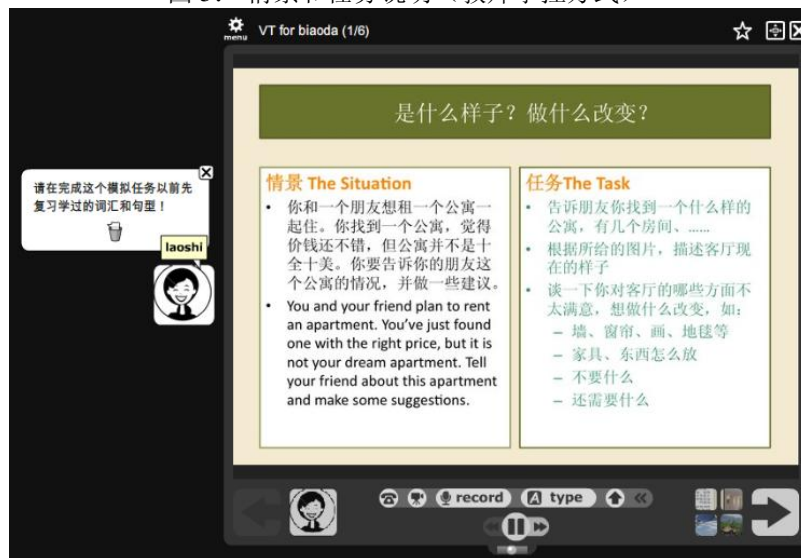 menu
VT for biaoda (1/6)
是什么样子？做什么改变？
请在完成这个模拟任务以前先
复习学过的词汇和句型！
laoshi
情景 The Situation
• 你和一个朋友想租一个公寓一
起住。你找到一个公寓，觉得
价钱还不错，但公寓并不是十
全十美。你要告诉你的朋友这
个公寓的情况，并做一些建议。
• You and your friend plan to rent
an apartment. You’ve just found
one with the right price, but it is
not your dream apartment. Tell
your friend about this apartment
and make some suggestions.
任务The Task
• 告诉朋友你找到一个什么样的
公寓，有几个房间、……
• 根据所给的图片，描述客厅现
在的样子
• 谈一下你对客厅的哪些方面不
太满意，想做什么改变，如：
– 墙、窗帘、画、地毯等
– 家具、东西怎么放
– 不要什么
– 还需要什么
record
A type